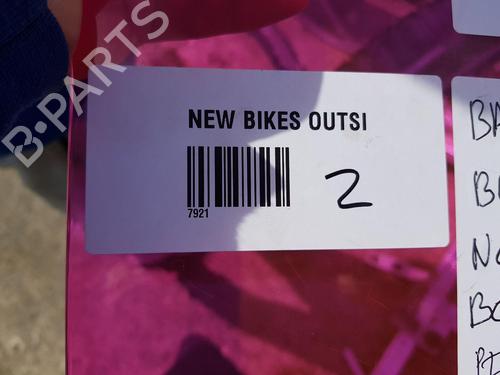 B-PARTS
NEW BIKES OUTSI
7921
2